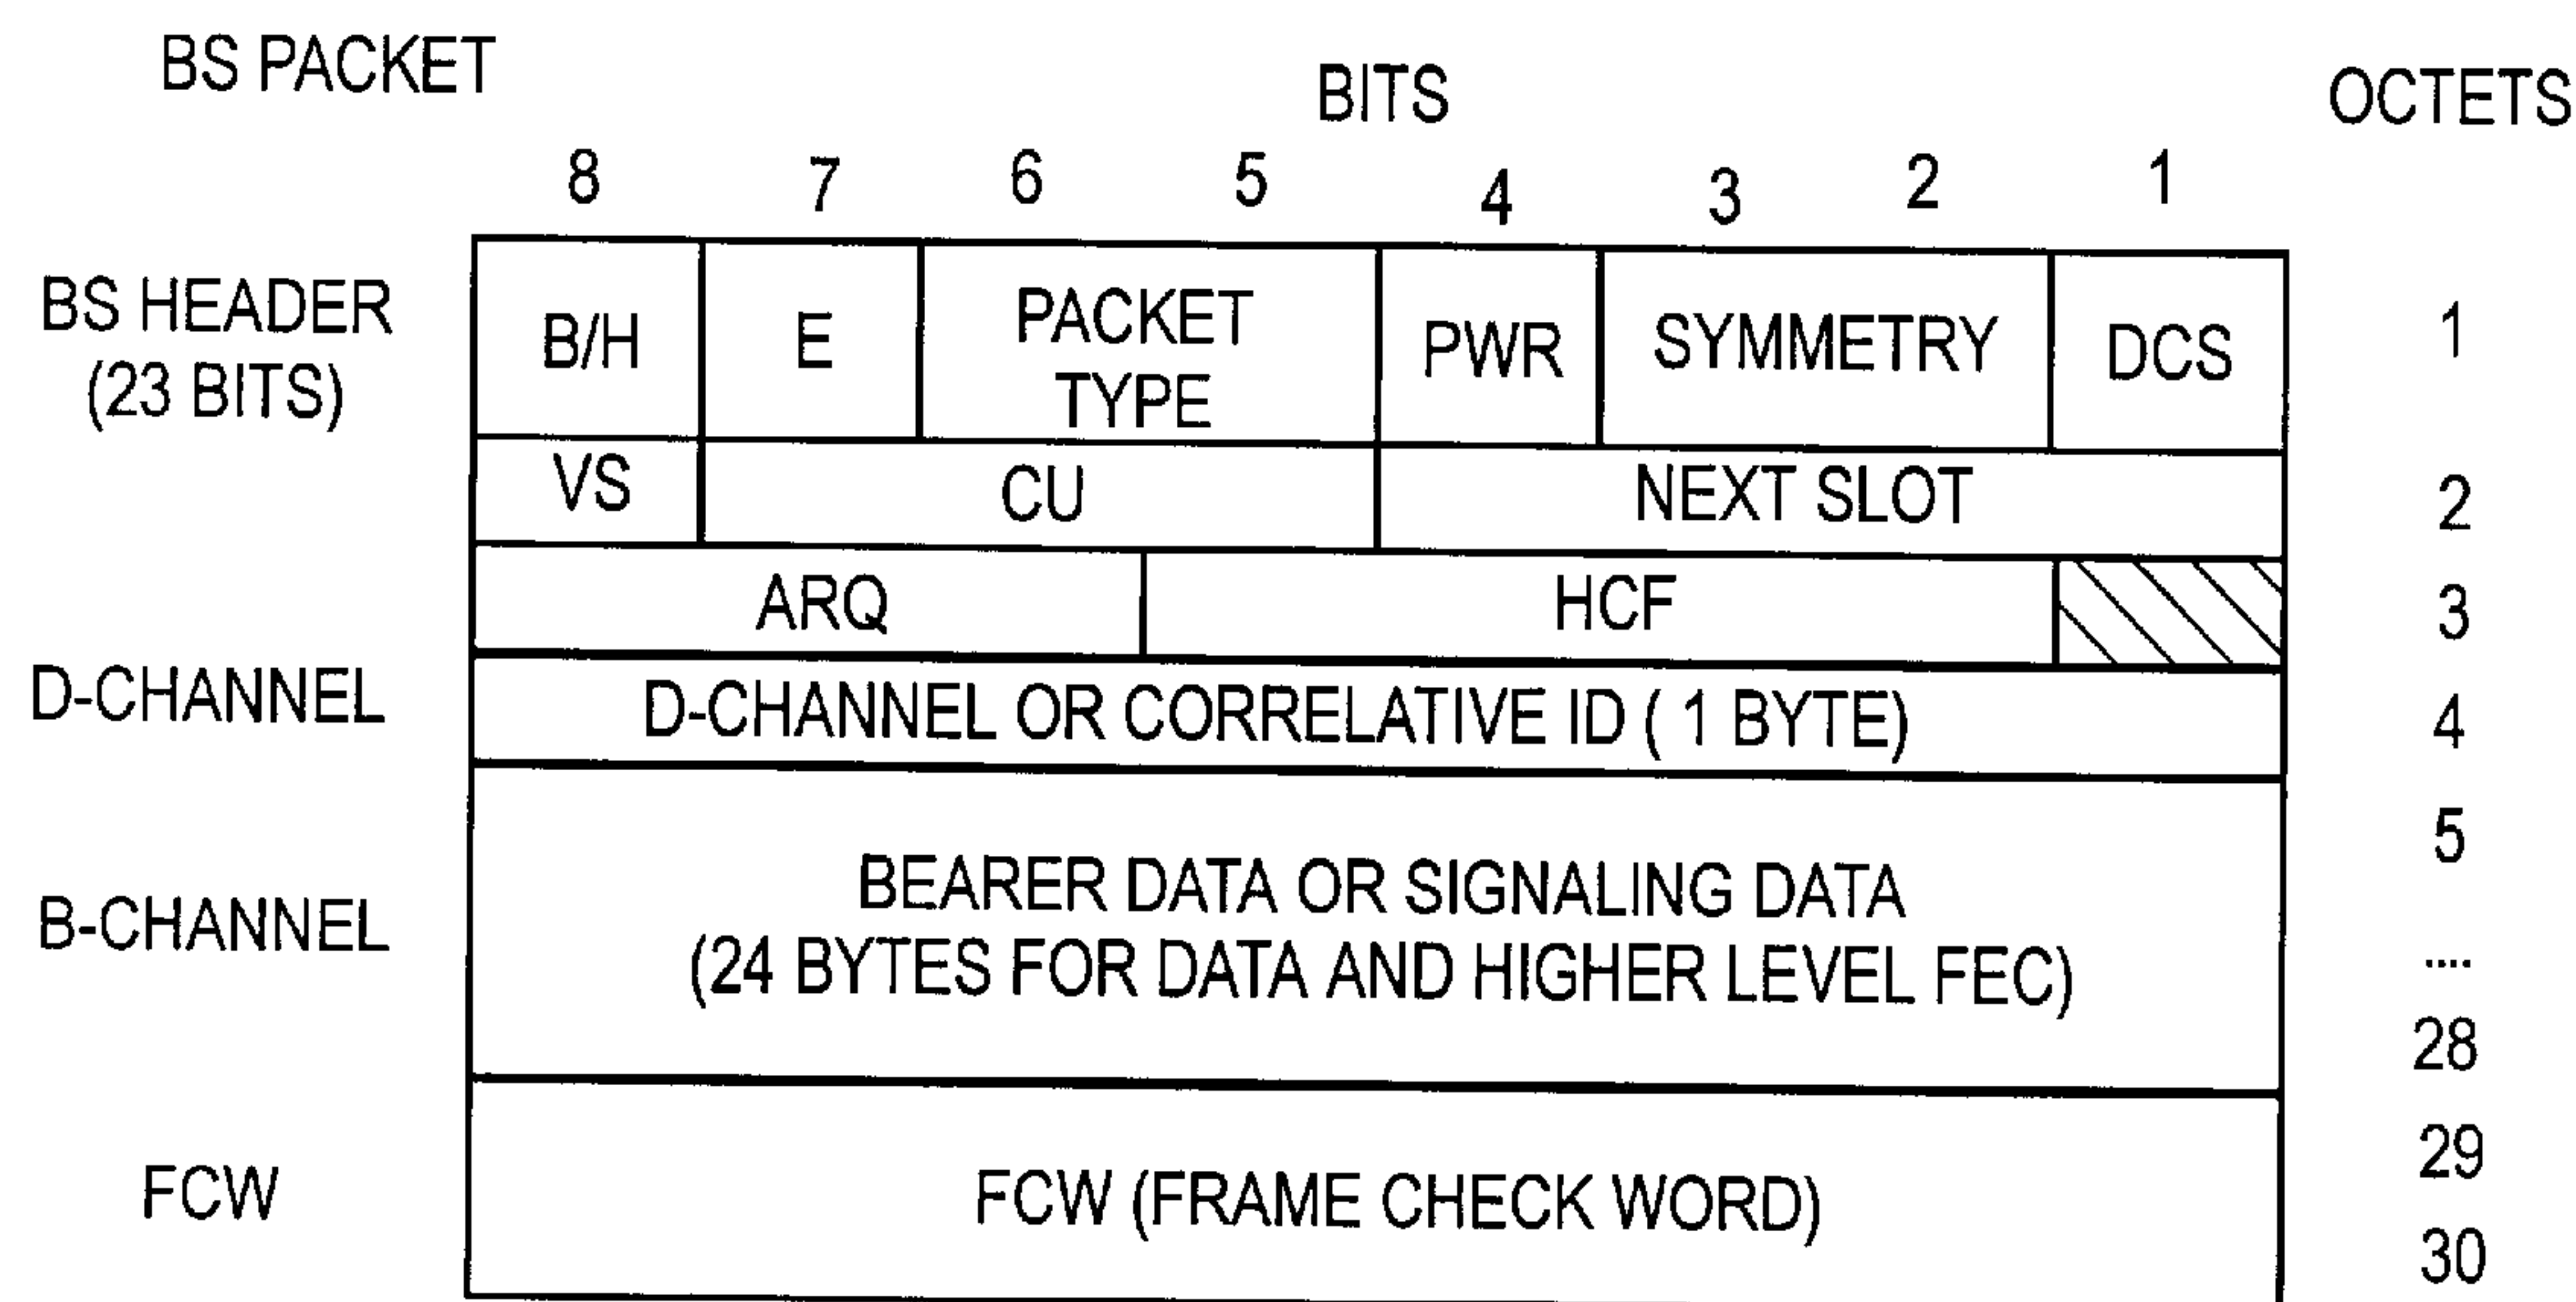 BS PACKET
BITS
OCTETS
8 7 6 5 4 3 2 1
BS HEADER
(23 BITS)
B/H
E
PACKET
TYPE
PWR
SYMMETRY
DCS
1
VS
CU
NEXT SLOT
2
ARQ
HCF
3
D-CHANNEL
D-CHANNEL OR CORRELATIVE ID ( 1 BYTE)
4
B-CHANNEL
BEARER DATA OR SIGNALING DATA
(24 BYTES FOR DATA AND HIGHER LEVEL FEC)
5
....
28
FCW
FCW (FRAME CHECK WORD)
29
30